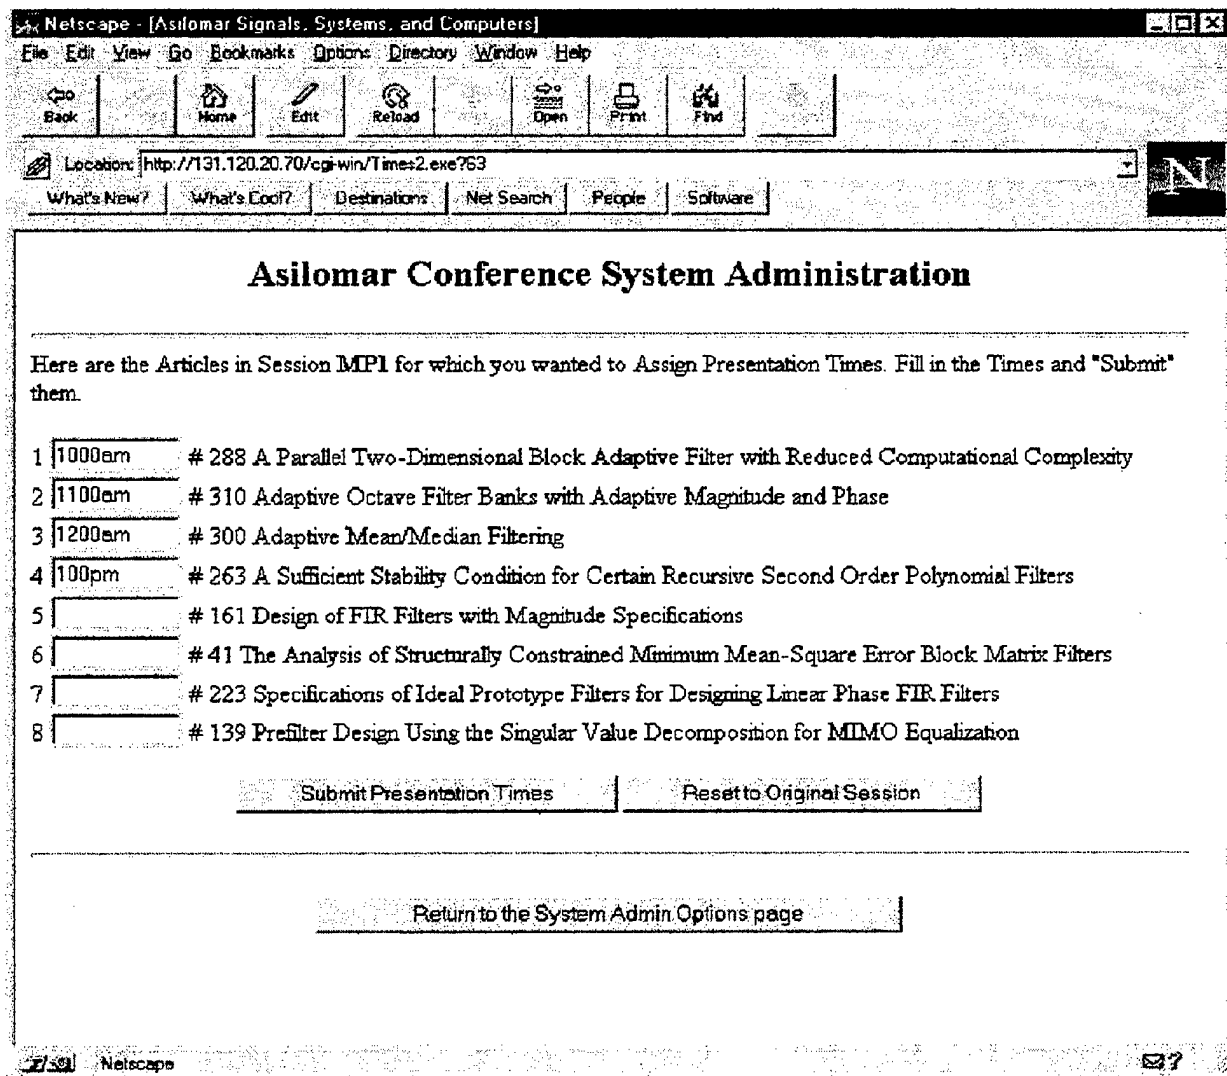 Netscape - [Asilomar Signals, Systems, and Computers]
File Edit View Go Bookmarks Options Directory Window Help
Back Home Edit Reload Open Print Find
Location: http://131.120.20.70/cgi-win/Times2.exe?63
N
What's New? What's Cool? Destinations Net Search People Software
Asilomar Conference System Administration
Here are the Articles in Session MP1 for which you wanted to Assign Presentation Times. Fill in the Times and "Submit"
them.
1 1000am # 288 A Parallel Two-Dimensional Block Adaptive Filter with Reduced Computational Complexity
2 1100am # 310 Adaptive Octave Filter Banks with Adaptive Magnitude and Phase
3 1200am # 300 Adaptive Mean/Median Filtering
4 100pm # 263 A Sufficient Stability Condition for Certain Recursive Second Order Polynomial Filters
5 # 161 Design of FIR Filters with Magnitude Specifications
6 # 41 The Analysis of Structurally Constrained Minimum Mean-Square Error Block Matrix Filters
7 # 223 Specifications of Ideal Prototype Filters for Designing Linear Phase FIR Filters
8 # 139 Prefilter Design Using the Singular Value Decomposition for MIMO Equalization
Submit Presentation Times Reset to Original Session
Return to the System Admin Options page
Netscape ?